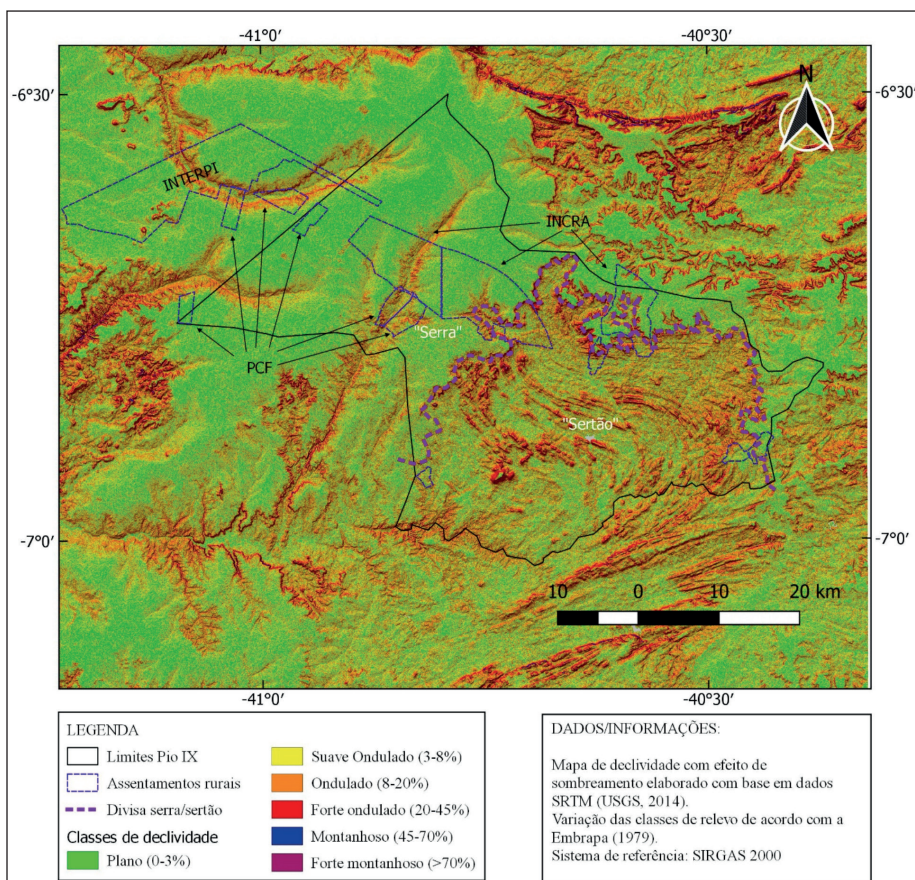 -41°0'
-40°30'
-6°30'
-6°30'
N
INTERPI
INCRA
"Serra"
PCF
"Sertão"
-7°0'
-7°0'
10 0 10 20 km
-41°0'
-40°30'
LEGENDA
Limites Pio IX
Assentamentos rurais
Divisa serra/sertão
Classes de declividade
Plano (0-3%)
Suave Ondulado (3-8%)
Ondulado (8-20%)
Forte ondulado (20-45%)
Montanhoso (45-70%)
Forte montanhoso (>70%)
DADOS/INFORMAÇÕES:
Mapa de declividade com efeito de
sombreamento elaborado com base em dados
SRTM (USGS, 2014).
Variação das classes de relevo de acordo com a
Embrapa (1979).
Sistema de referência: SIRGAS 2000